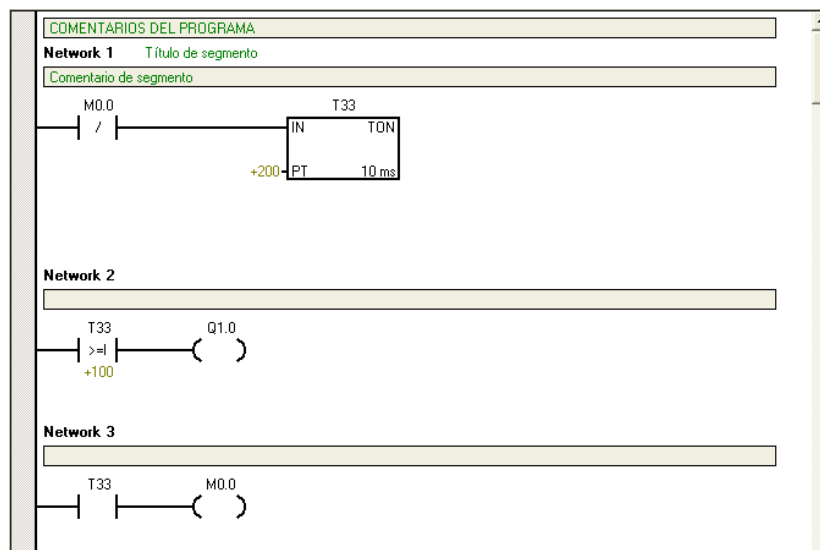 COMENTARIOS DEL PROGRAMA
Network 1 Título de segmento
Comentario de segmento
M0.0 T33
/ IN TON
+200 PT 10 ms
Network 2
T33 Q1.0
>=I
+100
Network 3
T33 M0.0